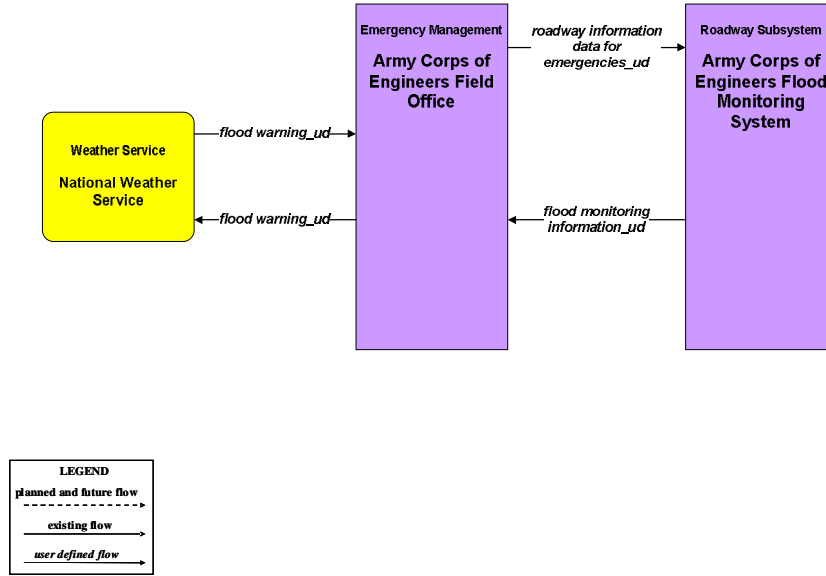 Emergency Management
Army Corps of
Engineers Field
Office
roadway information
data for
emergencies_ud
Roadway Subsystem
Army Corps of
Engineers Flood
Monitoring
System
Weather Service
National Weather
Service
flood warning_ud
flood warning_ud
flood monitoring
information_ud
LEGEND
planned and future flow
existing flow
user defined flow